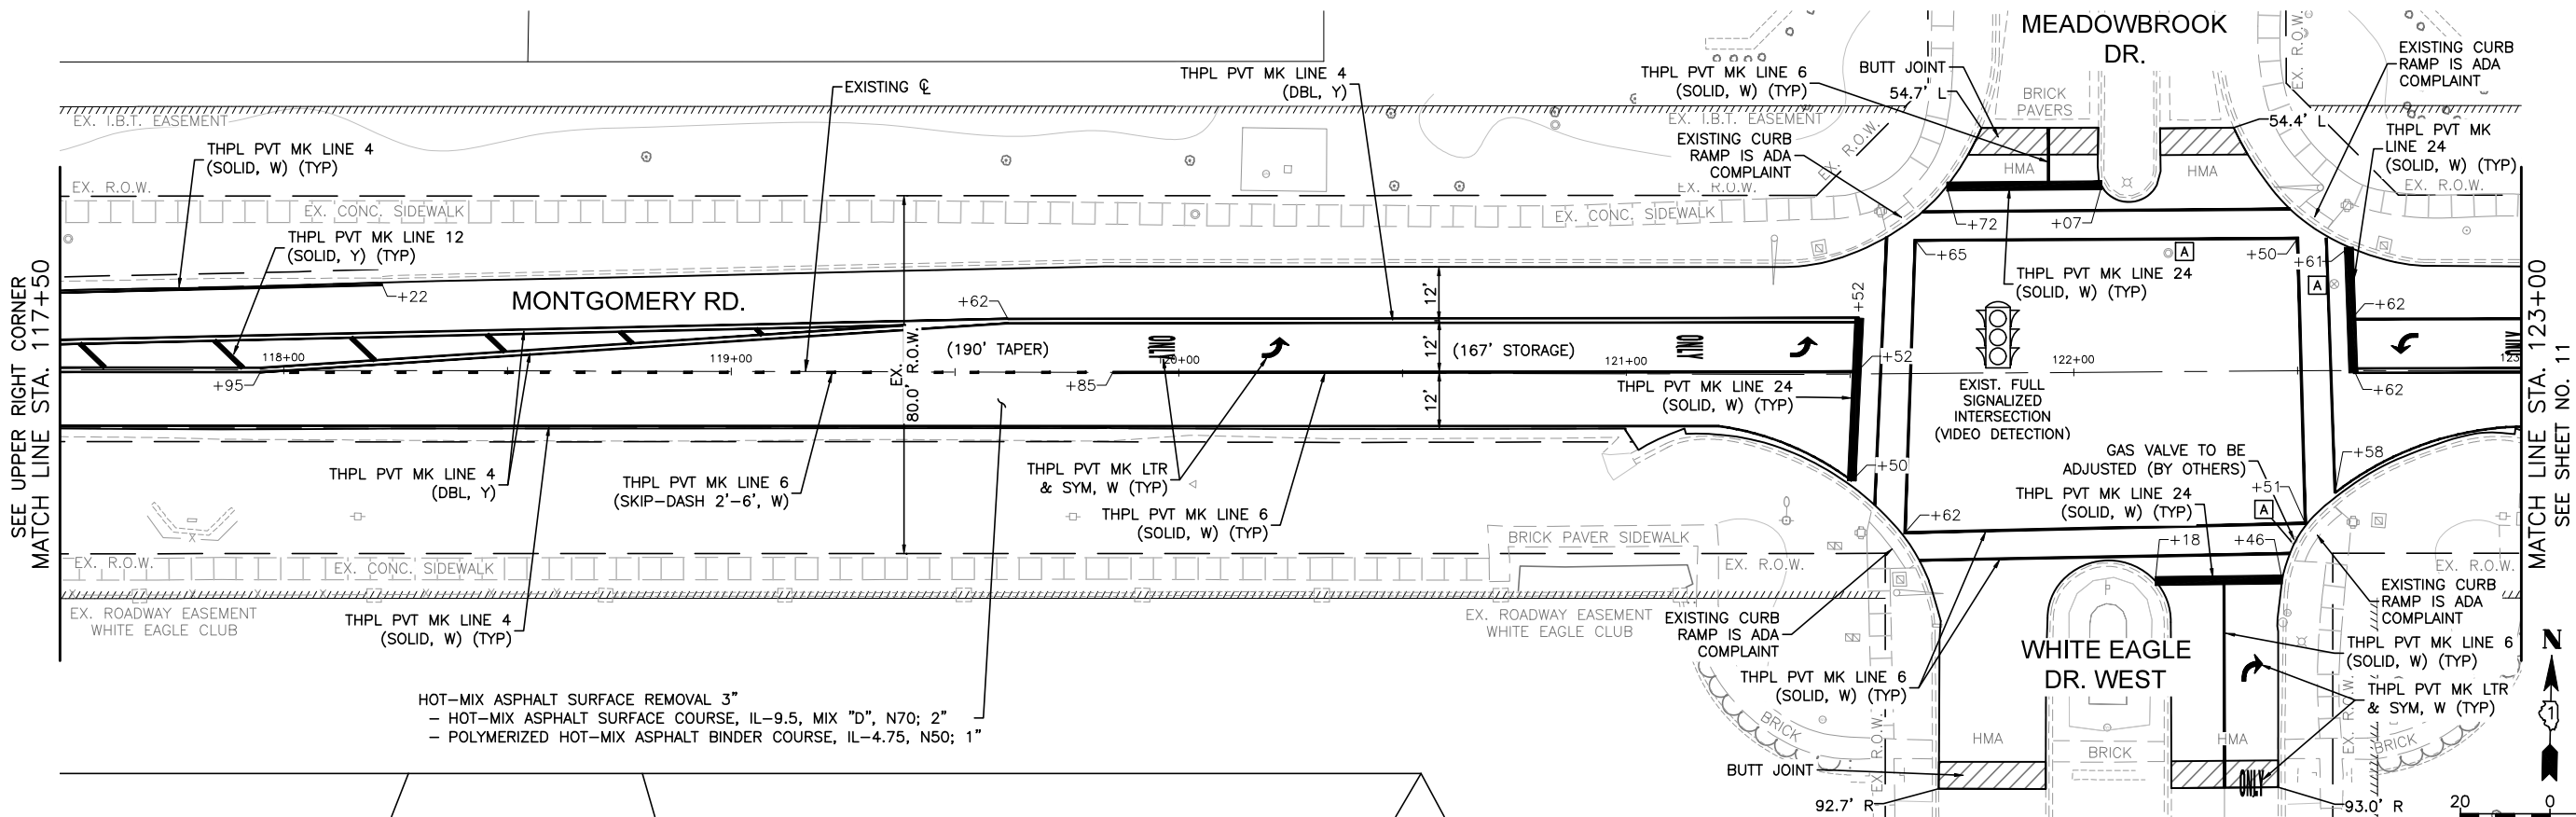 MEADOWBROOK
DR.
EXISTING CURB
RAMP IS ADA
COMPLAINT
EX. R.O.W.
THPL PVT MK LINE 4
(DBL, Y)
EXISTING ℄
THPL PVT MK LINE 6
(SOLID, W) (TYP)
BUTT JOINT
54.7' L
BRICK
PAVERS
EX. I.B.T. EASEMENT
EX. I.B.T. EASEMENT
54.4' L
THPL PVT MK
LINE 24
(SOLID, W) (TYP)
EXISTING CURB
RAMP IS ADA
COMPLAINT
EX. R.O.W.
THPL PVT MK LINE 4
(SOLID, W) (TYP)
HMA
HMA
EX. R.O.W.
EX. R.O.W.
EX. R.O.W.
EX. CONC. SIDEWALK
EX. CONC. SIDEWALK
+72
+07
THPL PVT MK LINE 12
(SOLID, Y) (TYP)
+65
A
+50
+61
THPL PVT MK LINE 24
(SOLID, W) (TYP)
A
SEE UPPER RIGHT CORNER
MATCH LINE STA. 117+50
+22
MONTGOMERY RD.
+62
12'
+52
+62
MATCH LINE STA. 123+00
SEE SHEET NO. 11
ONLY
(190' TAPER)
12'
(167' STORAGE)
ONLY
ONLY
118+00
119+00
120+00
121+00
122+00
123
+52
+95
EX.
80.0' R.O.W.
+85
12'
THPL PVT MK LINE 24
(SOLID, W) (TYP)
EXIST. FULL
SIGNALIZED
INTERSECTION
(VIDEO DETECTION)
+62
THPL PVT MK LINE 4
(DBL, Y)
THPL PVT MK LINE 6
(SKIP-DASH 2'-6', W)
THPL PVT MK LTR
& SYM, W (TYP)
THPL PVT MK LINE 6
(SOLID, W) (TYP)
+50
GAS VALVE TO BE
ADJUSTED (BY OTHERS)
+58
+51
THPL PVT MK LINE 24
(SOLID, W) (TYP)
A
+62
+18
+46
BRICK PAVER SIDEWALK
EX. R.O.W.
EX. CONC. SIDEWALK
EX. R.O.W.
EX. R.O.W.
EX. ROADWAY EASEMENT
WHITE EAGLE CLUB
THPL PVT MK LINE 4
(SOLID, W) (TYP)
EX. ROADWAY EASEMENT
WHITE EAGLE CLUB
EXISTING CURB
RAMP IS ADA
COMPLAINT
EXISTING CURB
RAMP IS ADA
COMPLAINT
WHITE EAGLE
DR. WEST
THPL PVT MK LINE 6
(SOLID, W) (TYP)
THPL PVT MK LINE 6
(SOLID, W) (TYP)
THPL PVT MK LTR
& SYM, W (TYP)
N
1
HOT-MIX ASPHALT SURFACE REMOVAL 3"
- HOT-MIX ASPHALT SURFACE COURSE, IL-9.5, MIX "D", N70; 2"
- POLYMERIZED HOT-MIX ASPHALT BINDER COURSE, IL-4.75, N50; 1"
BRICK
EX. R.O.W.
HMA
BRICK
HMA
EX. R.O.W.
BRICK
BUTT JOINT
ONLY
92.7' R
93.0' R
20
0